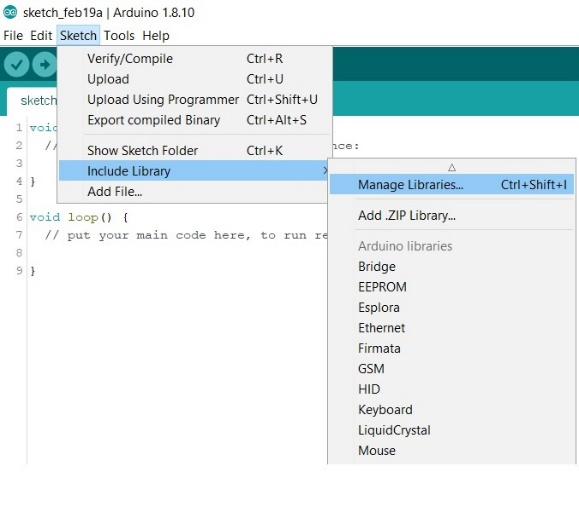 sketch_feb19a | Arduino 1.8.10
File Edit Sketch Tools Help
Verify/Compile Ctrl+R
Upload Ctrl+U
Upload Using Programmer Ctrl+Shift+U
Export compiled Binary Ctrl+Alt+S
Show Sketch Folder Ctrl+K
Include Library
Add File...
Manage Libraries... Ctrl+Shift+I
Add .ZIP Library...
Arduino libraries
Bridge
EEPROM
Esplora
Ethernet
Firmata
GSM
HID
Keyboard
LiquidCrystal
Mouse
sketch
1 void
2 // nce:
3
4 }
5
6 void loop() {
7 // put your main code here, to run re
8
9 }